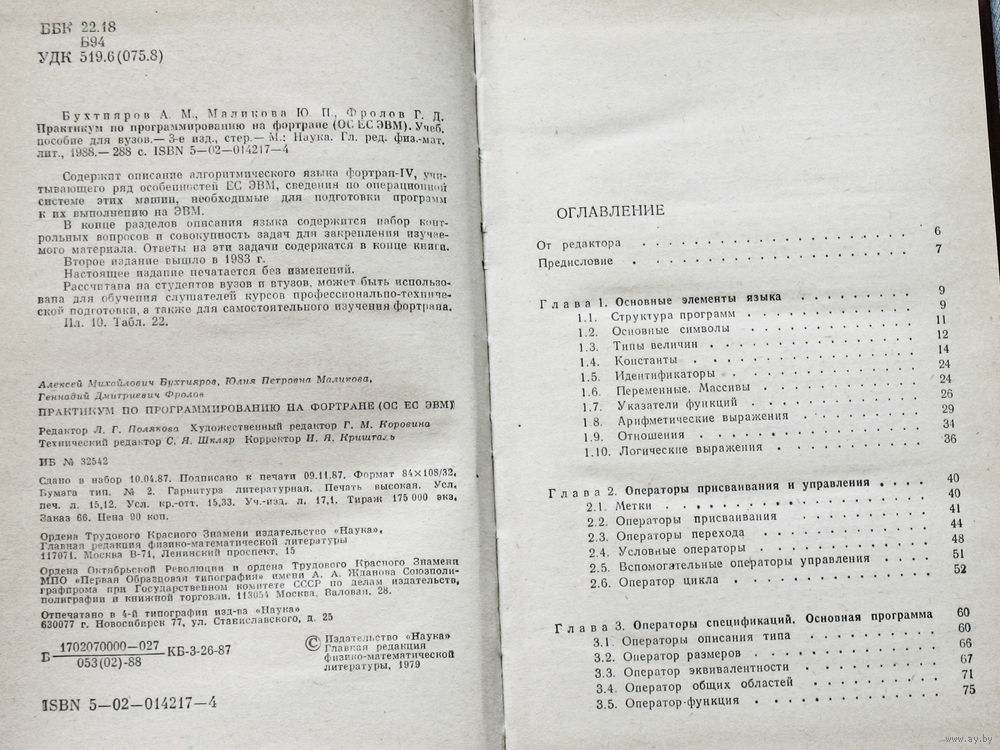 ББК 22.18
Б94
УДК 519.6(075.8)
Бухтияров А. М., Маликова Ю. П., Фролов Г. Д.
Практикум по программированию на фортране (ОС ЕС ЭВМ). Учеб.
пособие для вузов.— 3-е изд., стер.— М.: Наука. Гл. ред. физ.-мат.
лит., 1988.— 288 с. ISBN 5—02—014217—4
Содержит описание алгоритмического языка фортран-IV, учи-
тывающего ряд особенностей ЕС ЭВМ, сведения по операционной
системе этих машин, необходимые для подготовки программ
к их выполнению на ЭВМ.
В конце разделов описания языка содержится набор конт-
рольных вопросов и совокупность задач для закрепления изучае-
мого материала. Ответы на эти задачи содержатся в конце книги.
Второе издание вышло в 1983 г.
Настоящее издание печатается без изменений.
Рассчитана на студентов вузов и втузов, может быть использо-
вана для обучения слушателей курсов профессионально-техниче-
ской подготовки, а также для самостоятельного изучения фортрана.
Ил. 10. Табл. 22.
Алексей Михайлович Бухтияров, Юлия Петровна Маликова,
Геннадий Дмитриевич Фролов
ПРАКТИКУМ ПО ПРОГРАММИРОВАНИЮ НА ФОРТРАНЕ (ОС ЕС ЭВМ)
Редактор Л. Г. Полякова Художественный редактор Г. М. Коровина
Технический редактор С. Я. Шкляр Корректор И. Я. Кришталь
ИБ № 32542
Сдано в набор 10.04.87. Подписано к печати 09.11.87. Формат 84×108/32.
Бумага тип. № 2. Гарнитура литературная. Печать высокая. Усл.
печ. л. 15,12. Усл. кр.-отт. 15,33. Уч.-изд. л. 17,1. Тираж 175 000 экз.
Заказ 66. Цена 90 коп.
Ордена Трудового Красного Знамени издательство «Наука».
Главная редакция физико-математической литературы
117071. Москва В-71, Ленинский проспект. 15
Ордена Октябрьской Революции и ордена Трудового Красного Знамени
МПО «Первая Образцовая типография» имени А. А. Жданова Союзполи-
графпрома при Государственном комитете СССР по делам издательств,
полиграфии и книжной торговли. 113054 Москва, Валовая. 28.
Отпечатано в 4-й типографии изд-ва «Наука»
630077 г. Новосибирск 77, ул. Станиславского, д. 25
Б 1702070000—027 КБ-3-26-87
053(02)-88
© Издательство «Наука»
Главная редакция
физико-математической
литературы, 1979
ISBN 5—02—014217—4
ОГЛАВЛЕНИЕ
От редактора 6
Предисловие 7
Глава 1. Основные элементы языка 9
1.1. Структура программ 9
1.2. Основные символы 11
1.3. Типы величин 12
1.4. Константы 14
1.5. Идентификаторы 24
1.6. Переменные. Массивы 24
1.7. Указатели функций 26
1.8. Арифметические выражения 29
1.9. Отношения 34
1.10. Логические выражения 36
Глава 2. Операторы присваивания и управления 40
2.1. Метки 40
2.2. Операторы присваивания 41
2.3. Операторы перехода 44
2.4. Условные операторы 48
2.5. Вспомогательные операторы управления 51
2.6. Оператор цикла 52
Глава 3. Операторы спецификаций. Основная программа 60
3.1. Операторы описания типа 60
3.2. Оператор размеров 66
3.3. Оператор эквивалентности 67
3.4. Оператор общих областей 71
3.5. Оператор-функция 75
www.ay.by